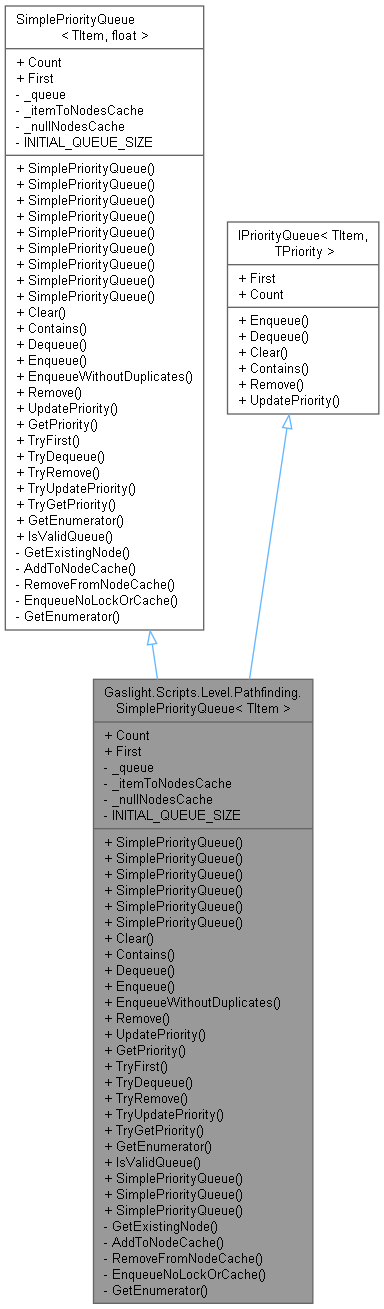 SimplePriorityQueue
< TItem, float >
+ Count
+ First
- _queue
- _itemToNodesCache
- _nullNodesCache
- INITIAL_QUEUE_SIZE
+ SimplePriorityQueue()
+ SimplePriorityQueue()
+ SimplePriorityQueue()
+ SimplePriorityQueue()
+ SimplePriorityQueue()
+ SimplePriorityQueue()
+ SimplePriorityQueue()
+ SimplePriorityQueue()
+ SimplePriorityQueue()
+ Clear()
+ Contains()
+ Dequeue()
+ Enqueue()
+ EnqueueWithoutDuplicates()
+ Remove()
+ UpdatePriority()
+ GetPriority()
+ TryFirst()
+ TryDequeue()
+ TryRemove()
+ TryUpdatePriority()
+ TryGetPriority()
+ GetEnumerator()
+ IsValidQueue()
- GetExistingNode()
- AddToNodeCache()
- RemoveFromNodeCache()
- EnqueueNoLockOrCache()
- GetEnumerator()
IPriorityQueue< TItem,
TPriority >
+ First
+ Count
+ Enqueue()
+ Dequeue()
+ Clear()
+ Contains()
+ Remove()
+ UpdatePriority()
Gaslight.Scripts.Level.Pathfinding.
SimplePriorityQueue< TItem >
+ Count
+ First
- _queue
- _itemToNodesCache
- _nullNodesCache
- INITIAL_QUEUE_SIZE
+ SimplePriorityQueue()
+ SimplePriorityQueue()
+ SimplePriorityQueue()
+ SimplePriorityQueue()
+ SimplePriorityQueue()
+ SimplePriorityQueue()
+ Clear()
+ Contains()
+ Dequeue()
+ Enqueue()
+ EnqueueWithoutDuplicates()
+ Remove()
+ UpdatePriority()
+ GetPriority()
+ TryFirst()
+ TryDequeue()
+ TryRemove()
+ TryUpdatePriority()
+ TryGetPriority()
+ GetEnumerator()
+ IsValidQueue()
+ SimplePriorityQueue()
+ SimplePriorityQueue()
+ SimplePriorityQueue()
- GetExistingNode()
- AddToNodeCache()
- RemoveFromNodeCache()
- EnqueueNoLockOrCache()
- GetEnumerator()